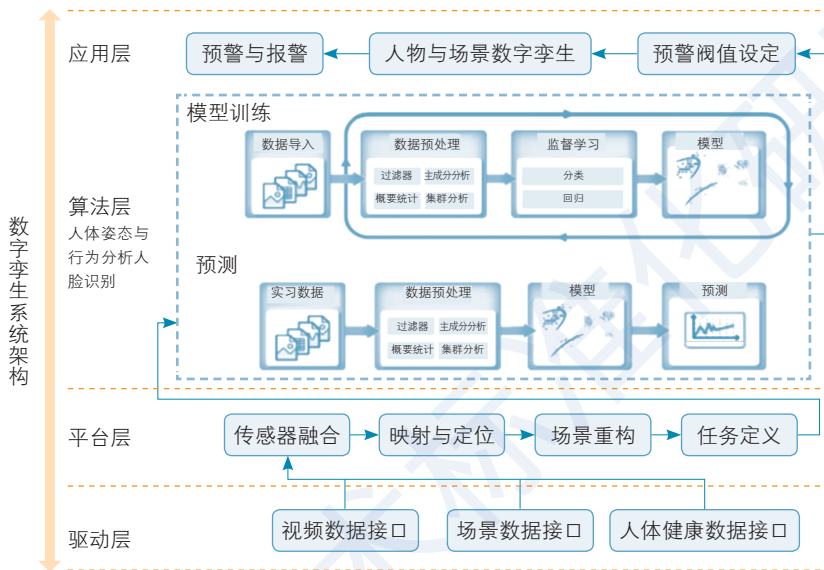 数字孪生系统架构
应用层
预警与报警
人物与场景数字孪生
预警阀值设定
算法层
人体姿态与
行为分析人
脸识别
模型训练
数据导入
数据预处理
过滤器
主成分分析
概要统计
集群分析
监督学习
分类
回归
模型
预测
实习数据
数据预处理
过滤器
主成分分析
概要统计
集群分析
模型
预测
平台层
传感器融合
映射与定位
场景重构
任务定义
驱动层
视频数据接口
场景数据接口
人体健康数据接口
术标准化研